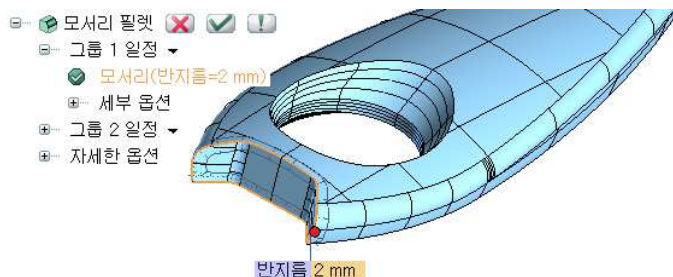 모서리 필렛
그룹 1 일정
모서리(반지름=2 mm)
세부 옵션
그룹 2 일정
자세한 옵션
반지름 2 mm